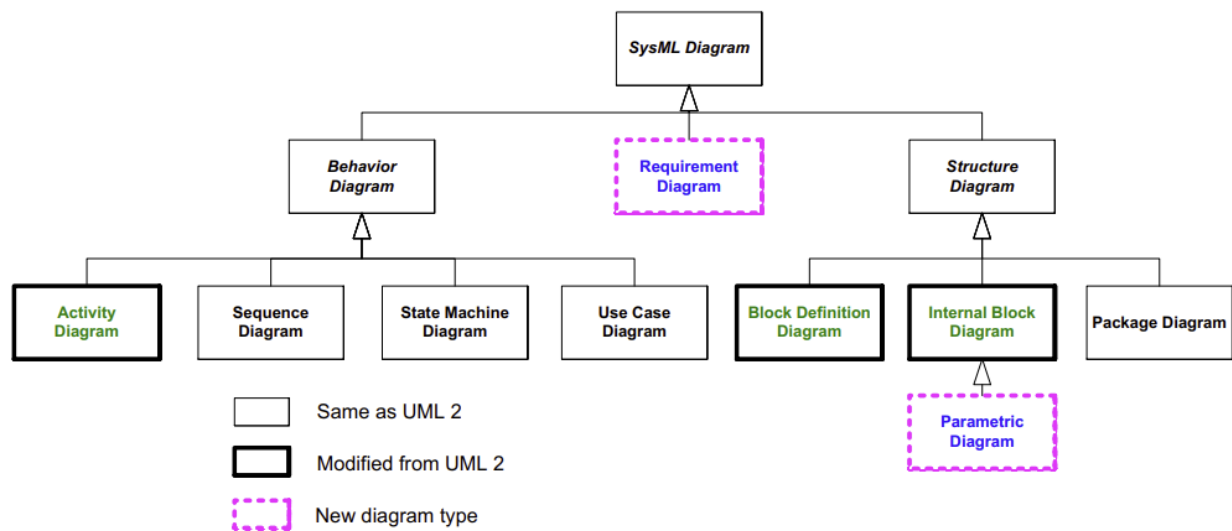 SysML Diagram
Behavior
Diagram
Requirement
Diagram
Structure
Diagram
Activity
Diagram
Sequence
Diagram
State Machine
Diagram
Use Case
Diagram
Block Definition
Diagram
Internal Block
Diagram
Package Diagram
Same as UML 2
Parametric
Diagram
Modified from UML 2
New diagram type